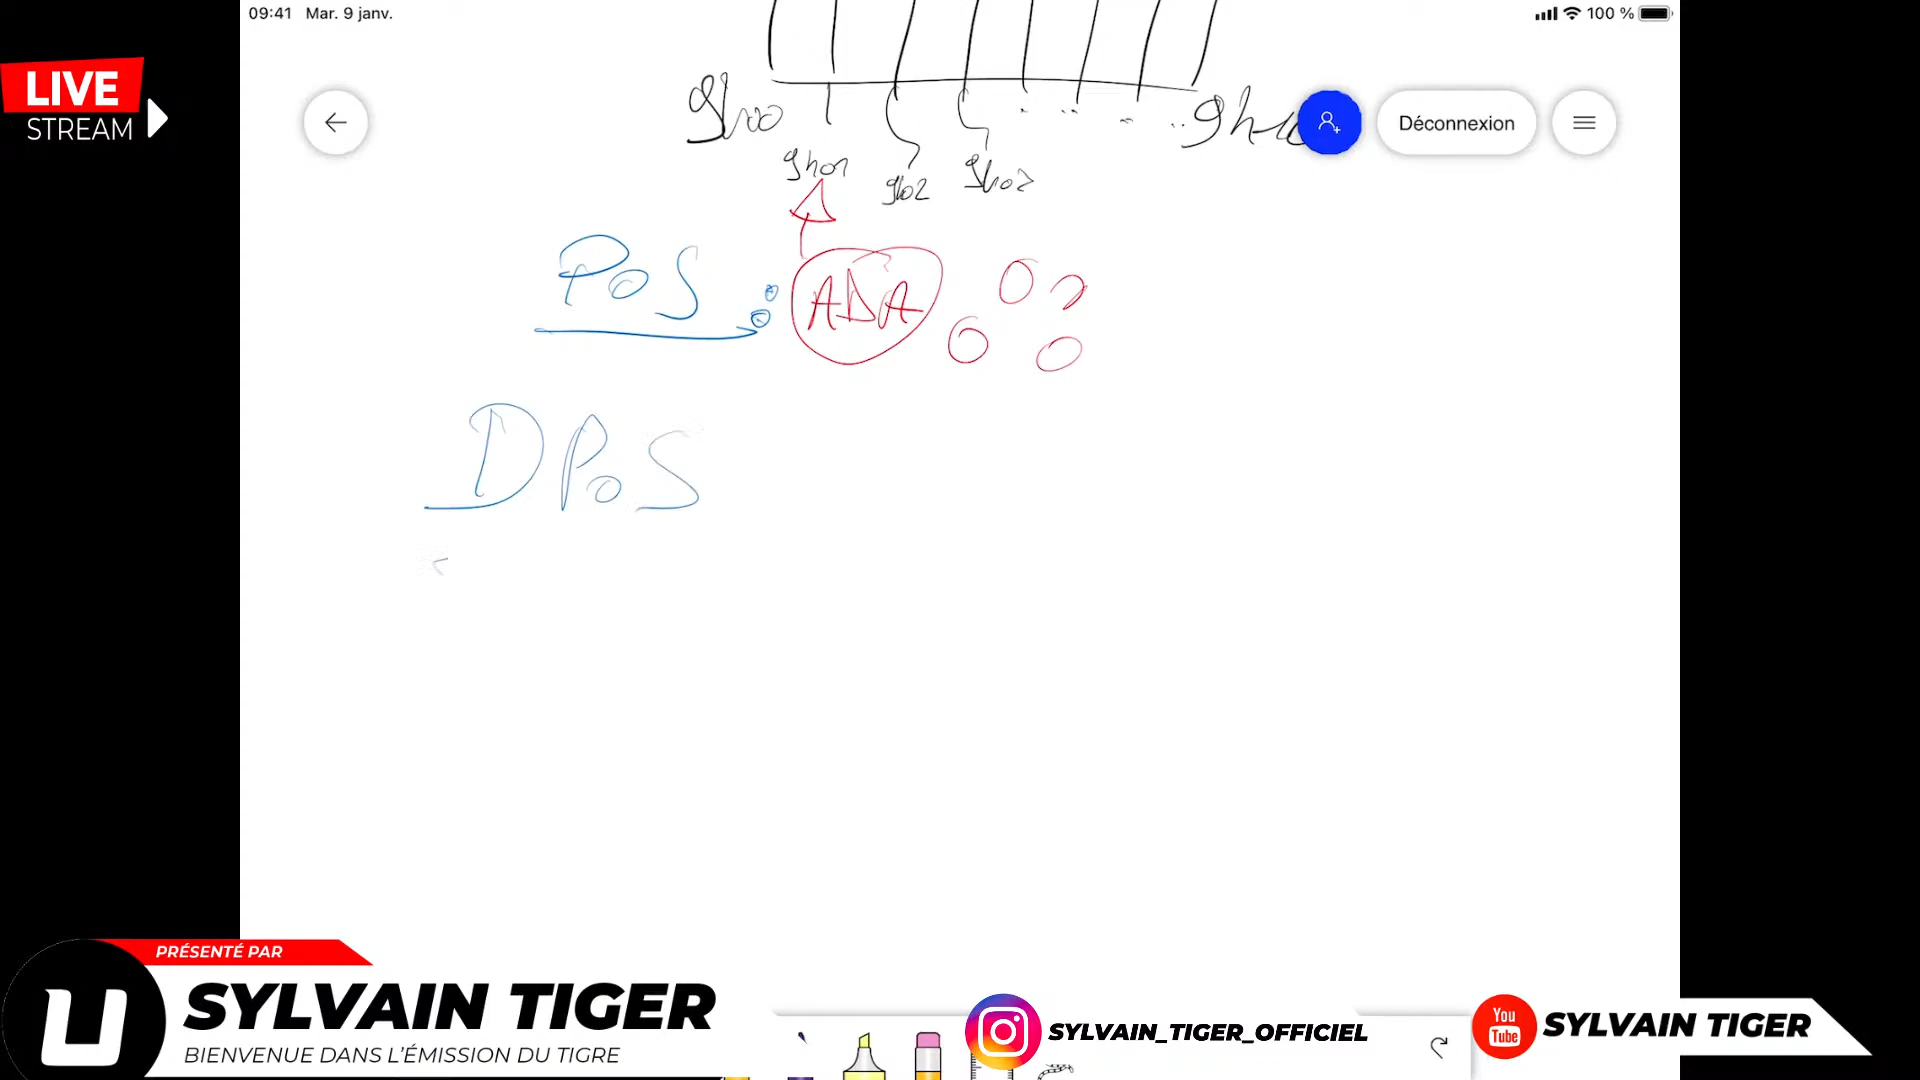 09:41 Mar. 9 janv.
100 %
LIVE
STREAM
9h00
Déconnexion
9h01
9h02
9h03
PoS :
ADA
DPoS
PRÉSENTÉ PAR
SYLVAIN TIGER
BIENVENUE DANS L'ÉMISSION DU TIGRE
SYLVAIN_TIGER_OFFICIEL
You
Tube
SYLVAIN TIGER